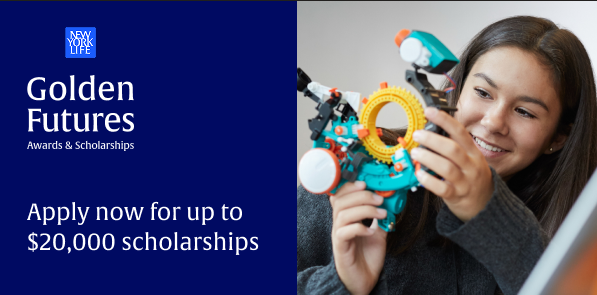 NEW
YORK
LIFE
Golden
Futures
Awards & Scholarships
Apply now for up to
$20,000 scholarships